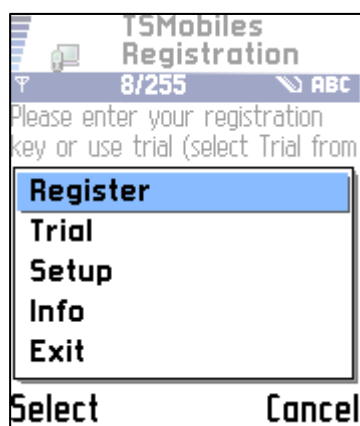 TSMobiles
Registration
8/255 ABC
Please enter your registration
key or use trial (select Trial from
Register
Trial
Setup
Info
Exit
Select Cancel